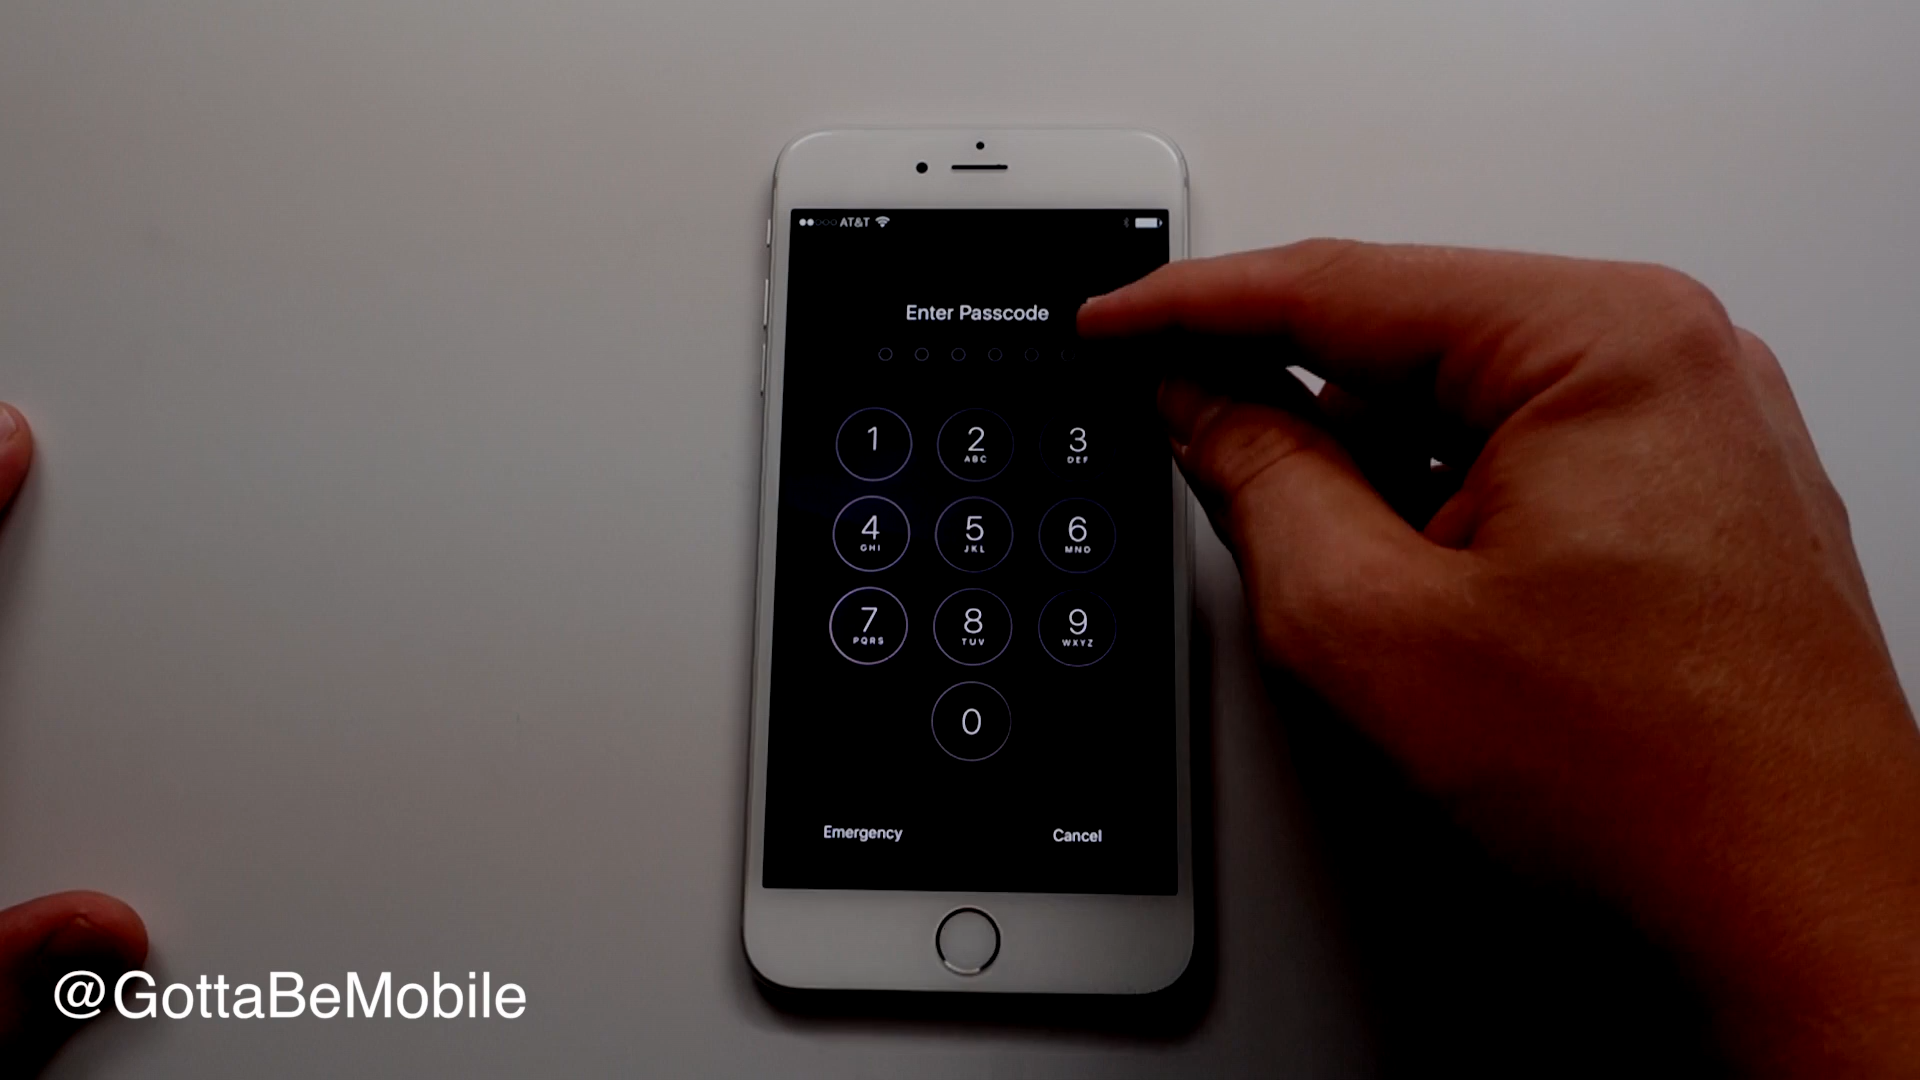 AT&T
Enter Passcode
1
2
ABC
3
DEF
4
GHI
5
JKL
6
MNO
7
PQRS
8
TUV
9
WXYZ
0
Emergency
Cancel
@GottaBeMobile